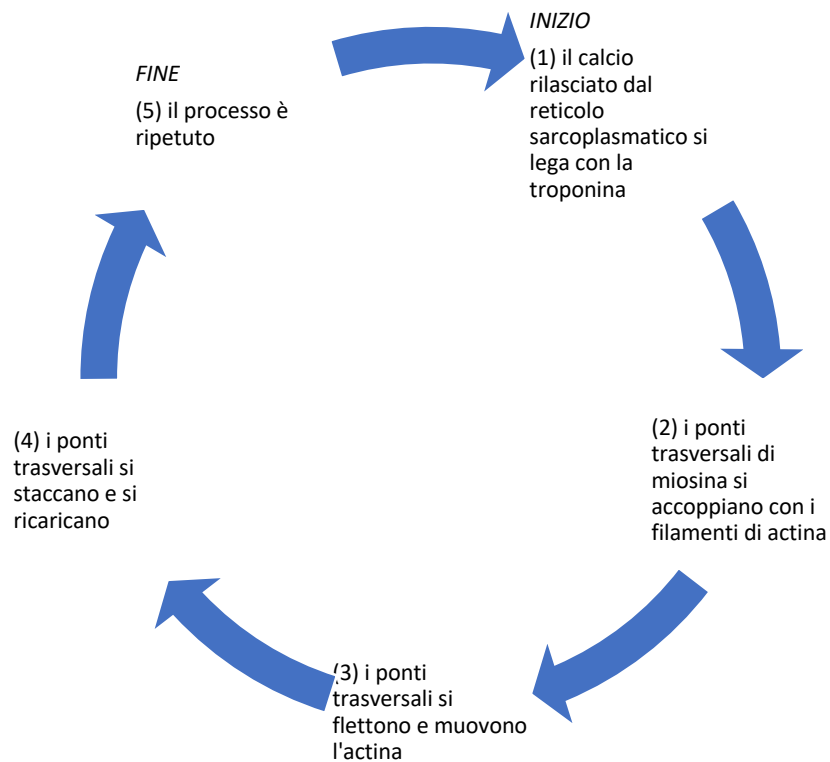 INIZIO
(1) il calcio
rilasciato dal
reticolo
sarcoplasmatico si
lega con la
troponina
(2) i ponti
trasversali di
miosina si
accoppiano con i
filamenti di actina
(3) i ponti
trasversali si
flettono e muovono
l'actina
(4) i ponti
trasversali si
staccano e si
ricaricano
FINE
(5) il processo è
ripetuto